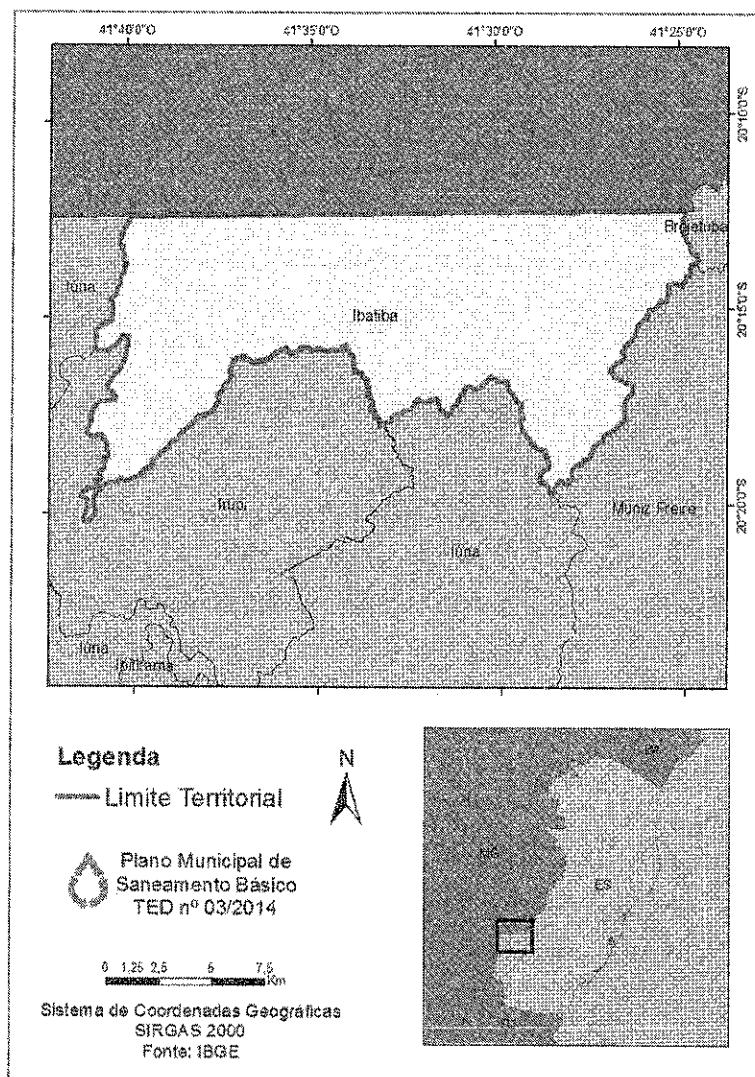 41°40'0"O 41°35'0"O 41°30'0"O 41°25'0"O
20°10'0"S
Brejetuba
Iúna
Ibatiba
20°15'0"S
Irupi
Muniz Freire
20°20'0"S
Iúna
Iúna
Ibitirama
Legenda
Limite Territorial
N
Plano Municipal de
Saneamento Básico
TED nº 03/2014
0 1,25 2,5 5 7,5
Km
Sistema de Coordenadas Geográficas
SIRGAS 2000
Fonte: IBGE
MG
ES